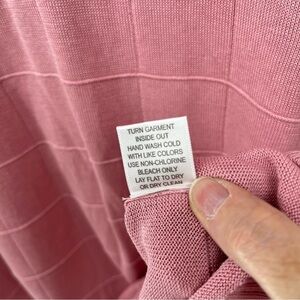 TURN GARMENT
INSIDE OUT
HAND WASH COLD
WITH LIKE COLORS
USE NON-CHLORINE
BLEACH ONLY
LAY FLAT TO DRY
OR DRY CLEAN